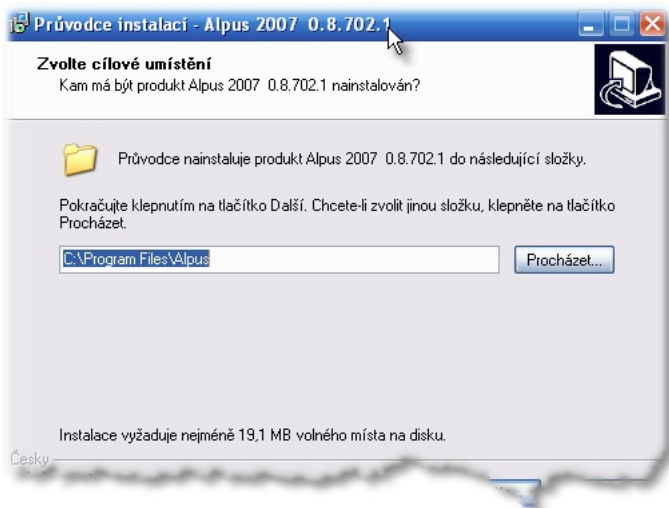 Průvodce instalací - Alpus 2007 0.8.702.1
Zvolte cílové umístění
Kam má být produkt Alpus 2007 0.8.702.1 nainstalován?
Průvodce nainstaluje produkt Alpus 2007 0.8.702.1 do následující složky.
Pokračujte klepnutím na tlačítko Další. Chcete-li zvolit jinou složku, klepněte na tlačítko
Procházet.
C:\Program Files\Alpus
Procházet...
Instalace vyžaduje nejméně 19,1 MB volného místa na disku.
Česky